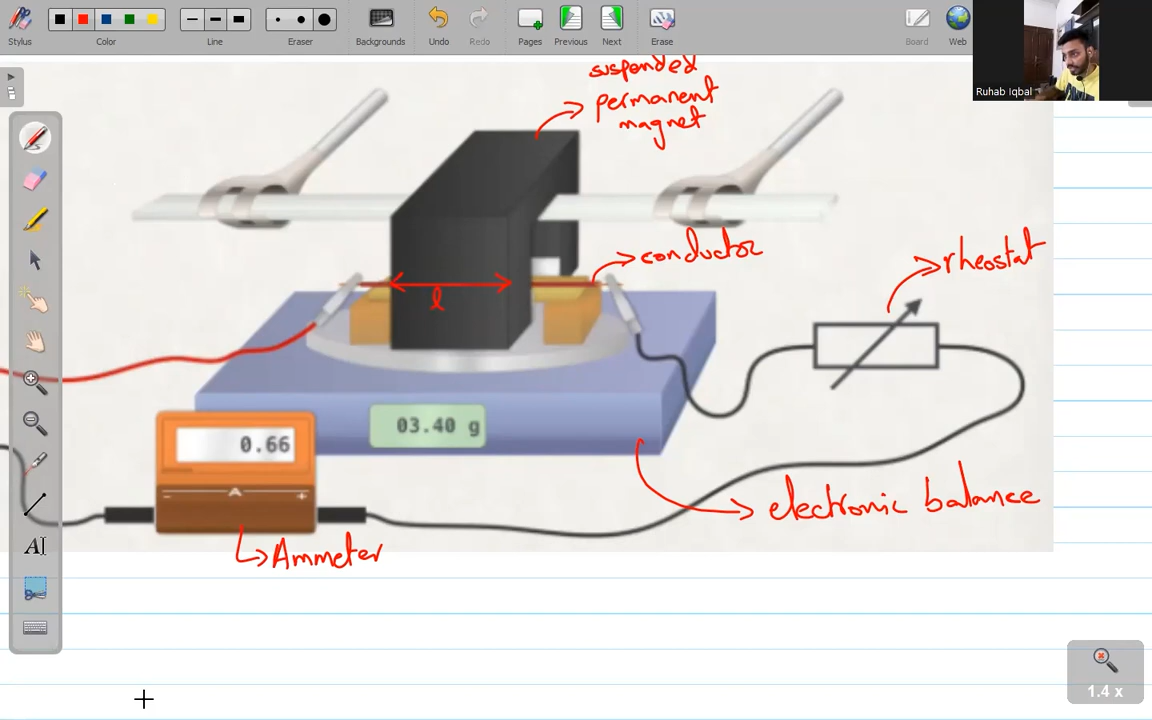 Stylus
Color
Line
Eraser
Backgrounds
Undo
Redo
Pages
Previous
Next
Erase
Board
Web
Ruhab Iqbal
suspended
permanent
magnet
conductor
rheostat
l
03.40 g
0.66
- A +
electronic balance
Ammeter
A
1.4 x